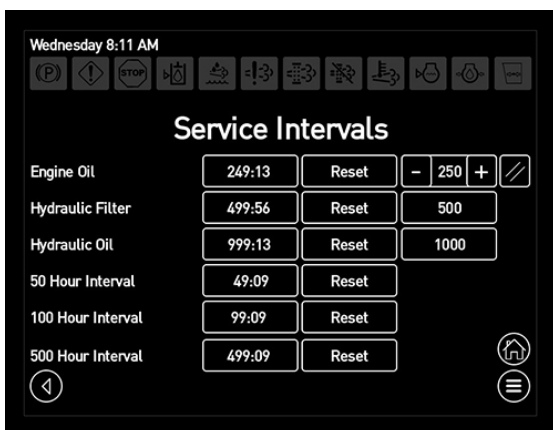 Wednesday 8:11 AM
(P) STOP
Service Intervals
Engine Oil 249:13 Reset - 250 +
Hydraulic Filter 499:56 Reset 500
Hydraulic Oil 999:13 Reset 1000
50 Hour Interval 49:09 Reset
100 Hour Interval 99:09 Reset
500 Hour Interval 499:09 Reset